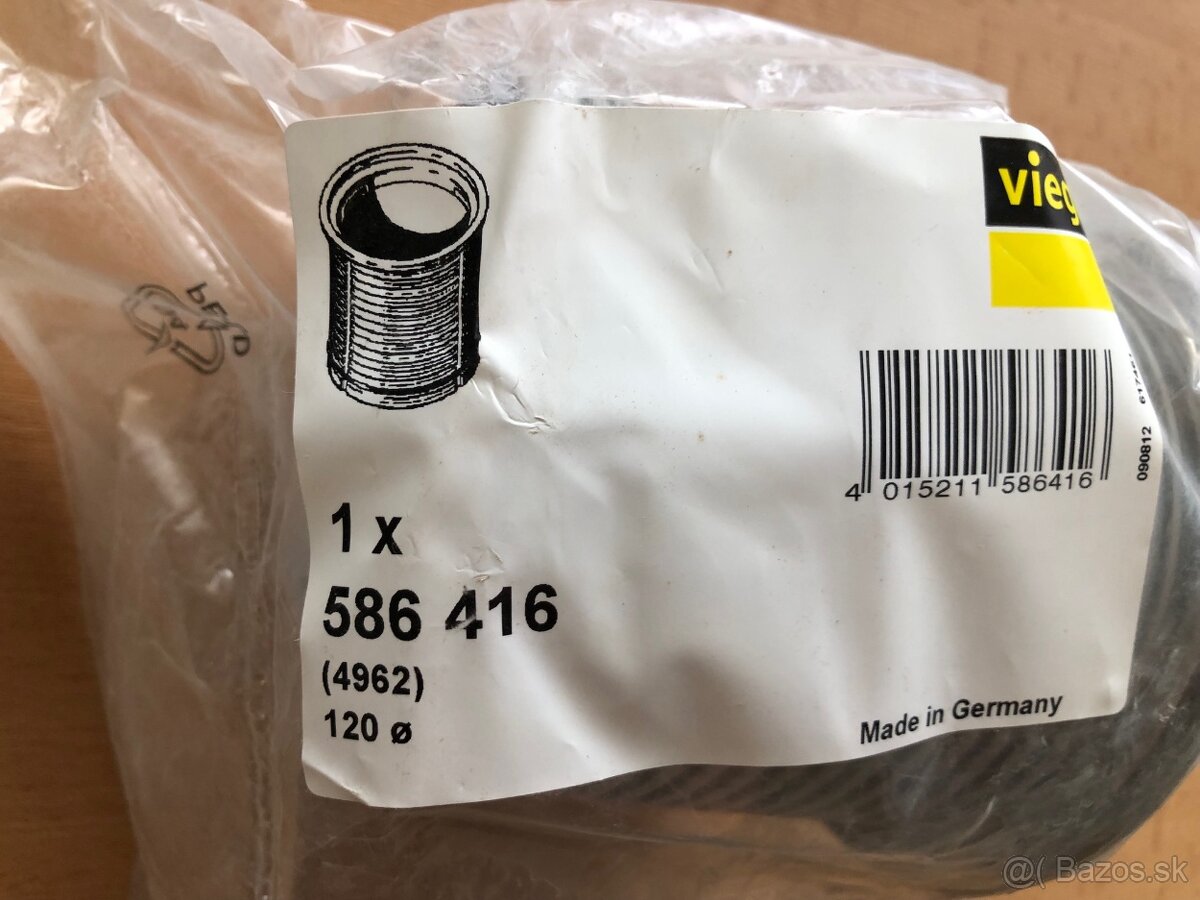 vieg
4 015211 586416
090812
1 x
586 416
(4962)
120 ø
Made in Germany
@( Bazos.sk